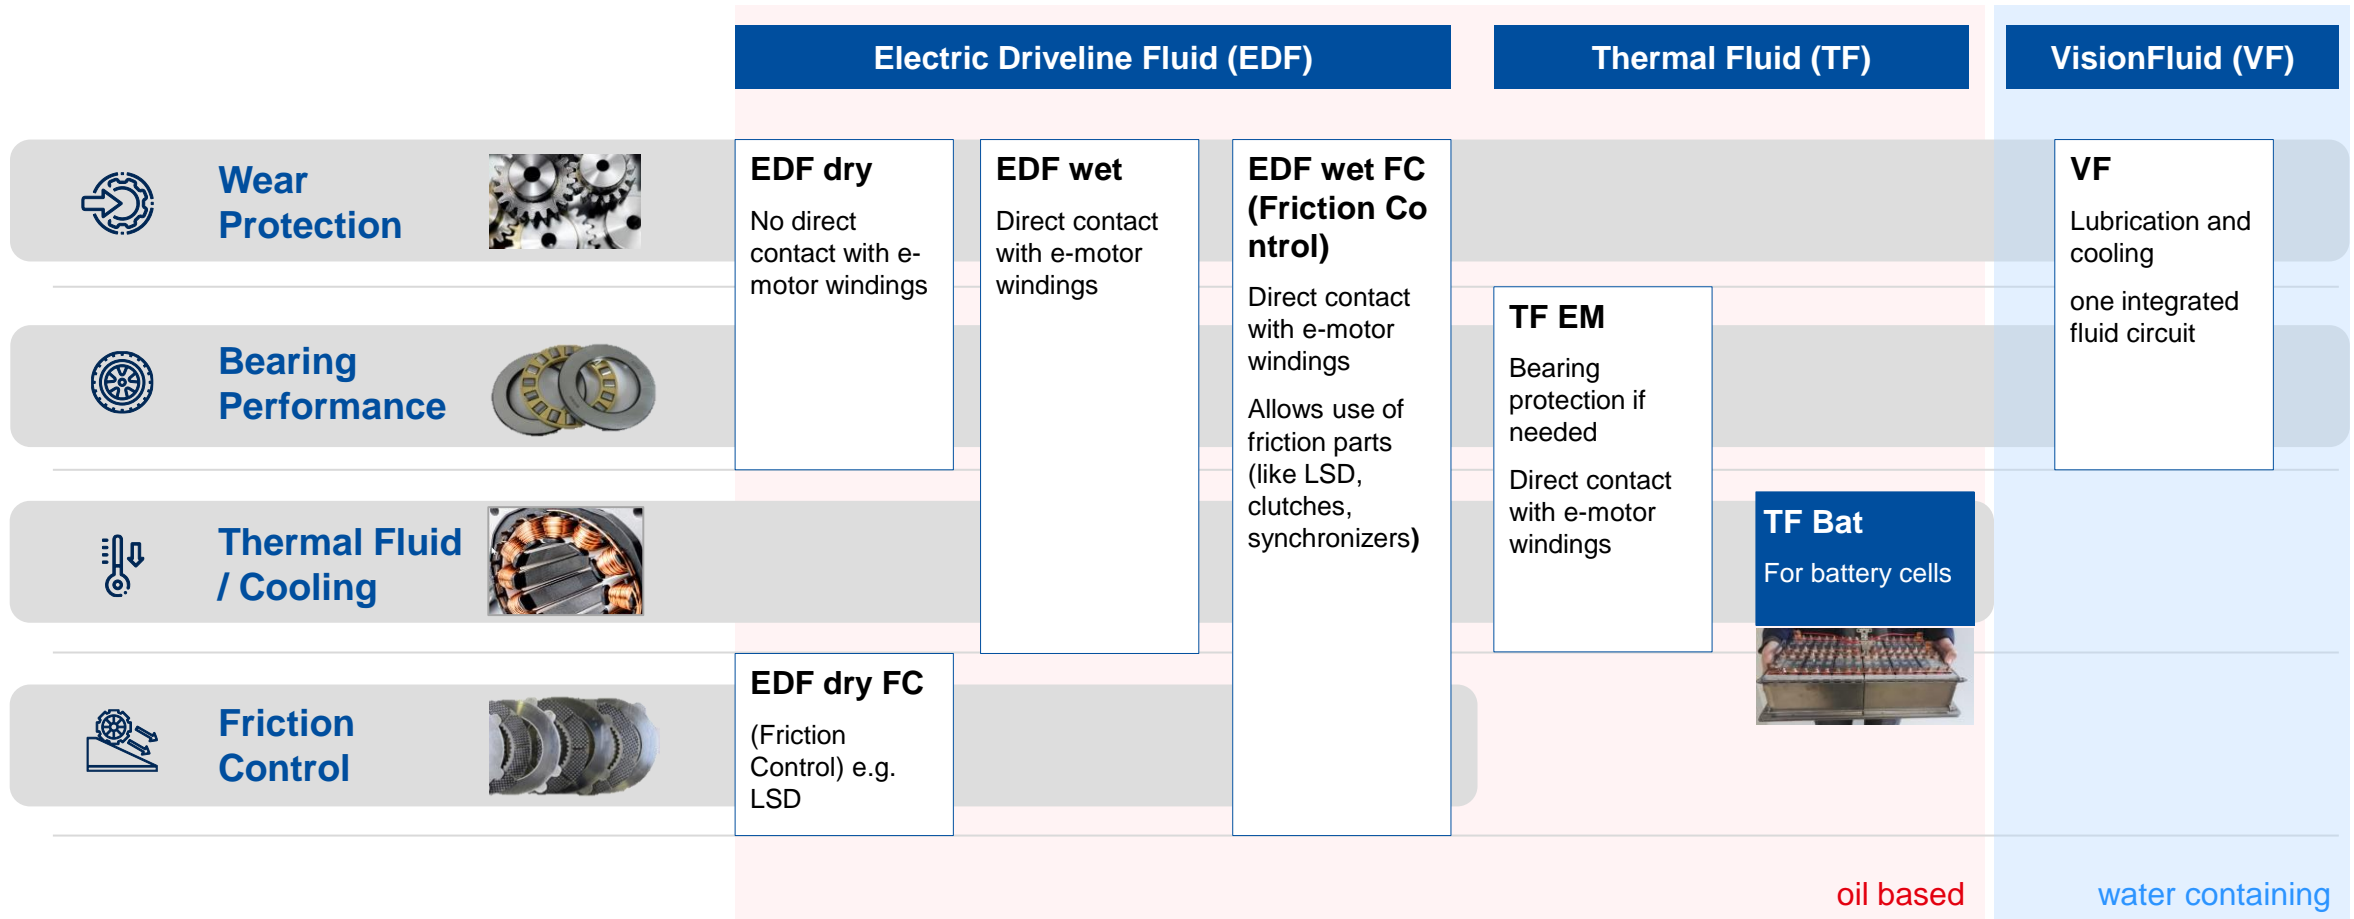 Electric Driveline Fluid (EDF)
Thermal Fluid (TF)
VisionFluid (VF)
Wear
Protection
Bearing
Performance
Thermal Fluid
/ Cooling
Friction
Control
EDF dry
No direct
contact with e-
motor windings
EDF dry FC
(Friction
Control) e.g.
LSD
EDF wet
Direct contact
with e-motor
windings
EDF wet FC
(Friction Co
ntrol)
Direct contact
with e-motor
windings
Allows use of
friction parts
(like LSD,
clutches,
synchronizers)
TF EM
Bearing
protection if
needed
Direct contact
with e-motor
windings
TF Bat
For battery cells
VF
Lubrication and
cooling
one integrated
fluid circuit
oil based
water containing